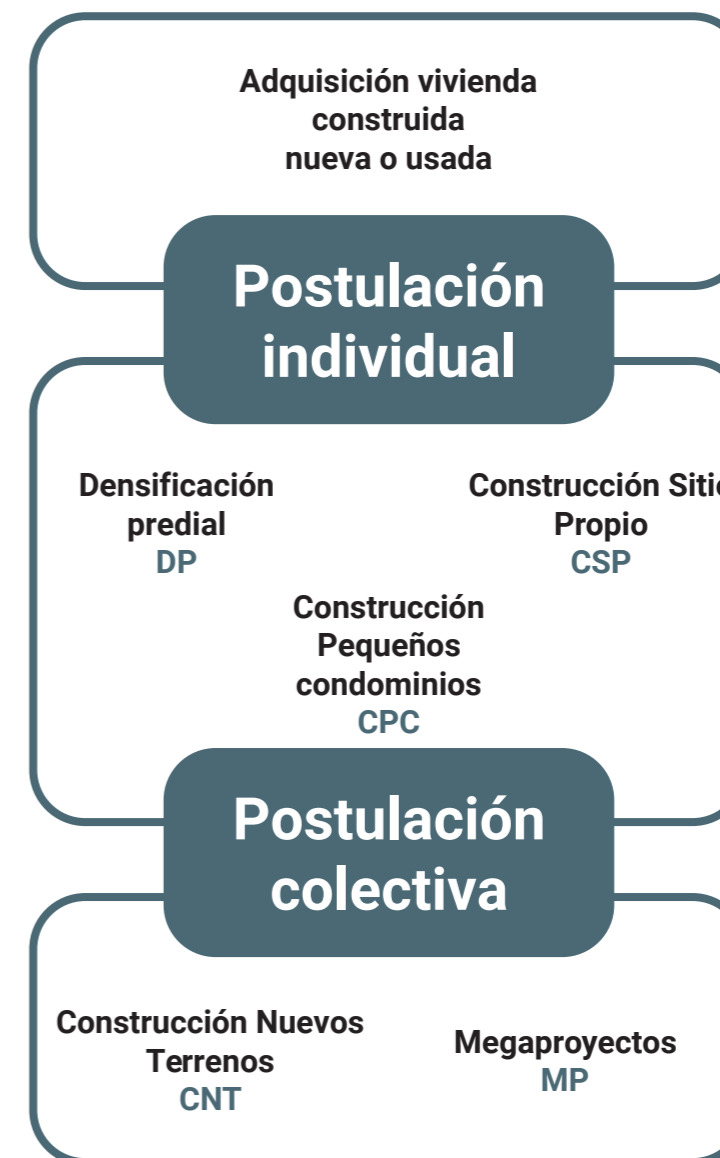 Adquisición vivienda
construida
nueva o usada
Postulación
individual
Densificación
predial
DP
Construcción Siti
Propio
CSP
Construcción
Pequeños
condominios
CPC
Postulación
colectiva
Construcción Nuevos
Terrenos
CNT
Megaproyectos
MP